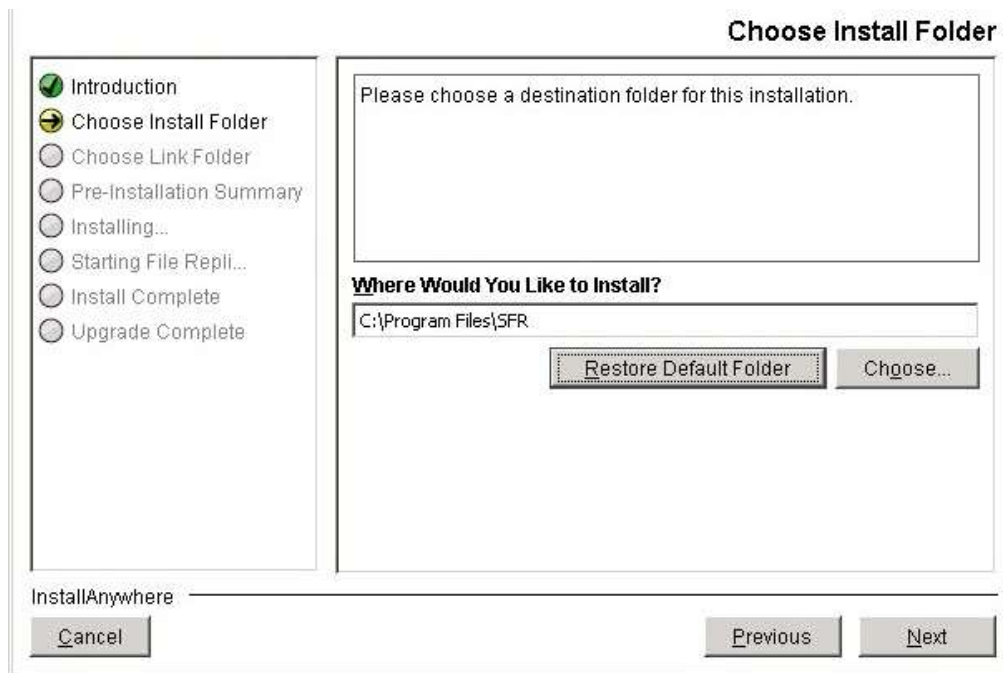 Choose Install Folder
Introduction
Choose Install Folder
Choose Link Folder
Pre-Installation Summary
Installing...
Starting File Repli...
Install Complete
Upgrade Complete
Please choose a destination folder for this installation.
Where Would You Like to Install?
C:\Program Files\SFR
Restore Default Folder
Choose...
InstallAnywhere
Cancel
Previous
Next